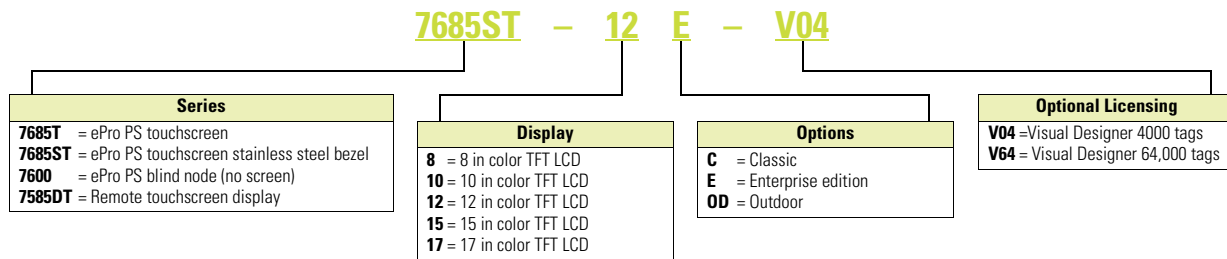 7685ST – 12 E – V04
Series
7685T = ePro PS touchscreen
7685ST = ePro PS touchscreen stainless steel bezel
7600 = ePro PS blind node (no screen)
7585DT = Remote touchscreen display
Display
8 = 8 in color TFT LCD
10 = 10 in color TFT LCD
12 = 12 in color TFT LCD
15 = 15 in color TFT LCD
17 = 17 in color TFT LCD
Options
C = Classic
E = Enterprise edition
OD = Outdoor
Optional Licensing
V04 =Visual Designer 4000 tags
V64 = Visual Designer 64,000 tags